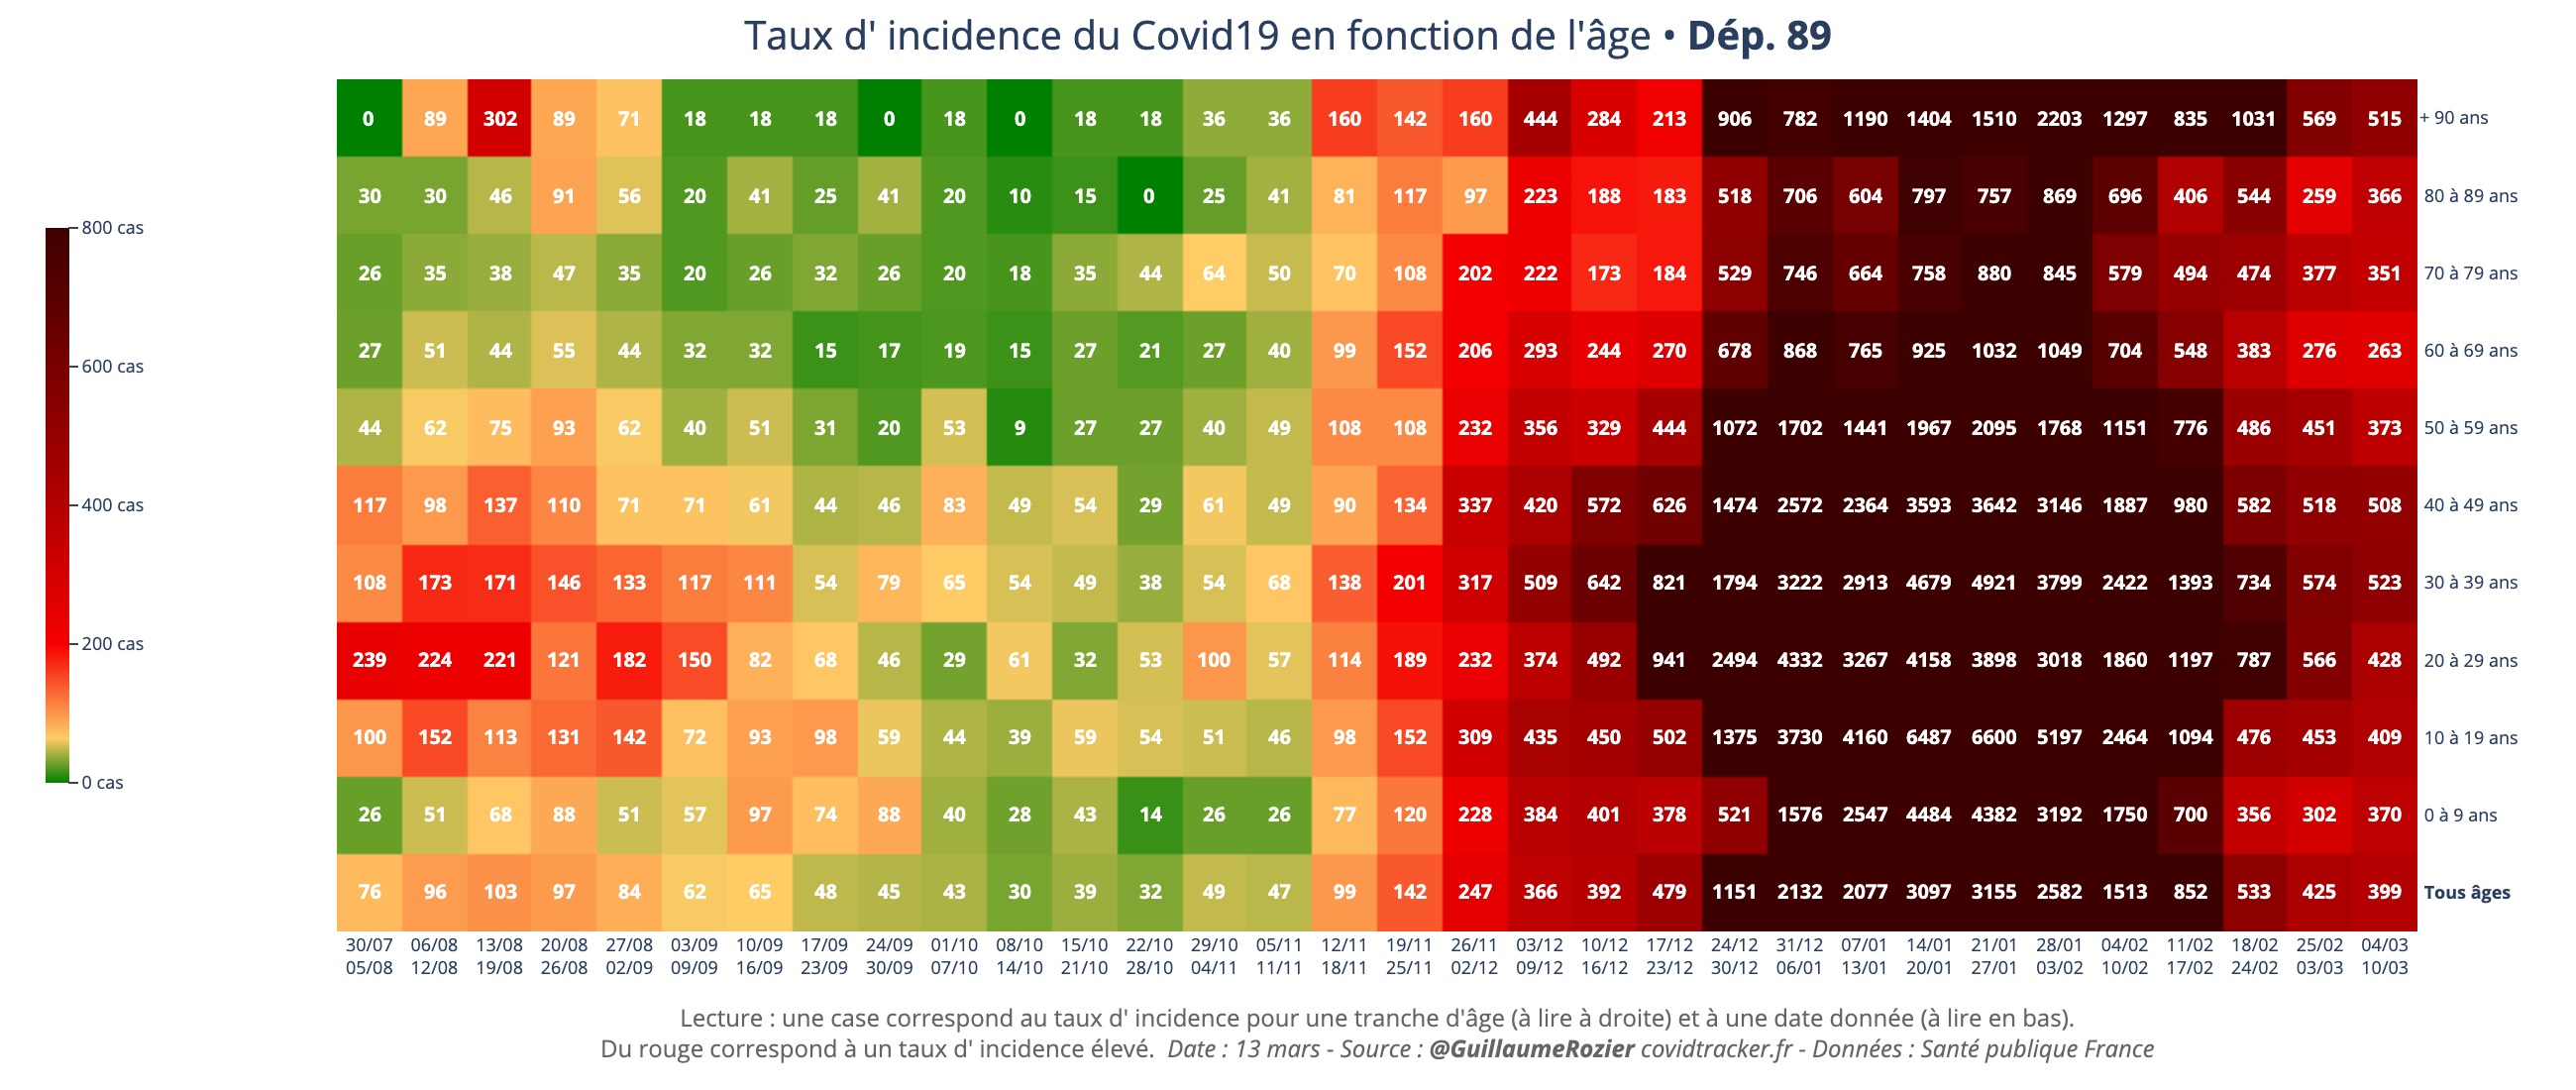 Taux d' incidence du Covid19 en fonction de l'âge • Dép. 89
0 89 302 89 71 18 18 18 0 18 0 18 18 36 36 160 142 160 444 284 213 906 782 1190 1404 1510 2203 1297 835 1031 569 515 + 90 ans
30 30 46 91 56 20 41 25 41 20 10 15 0 25 41 81 117 97 223 188 183 518 706 604 797 757 869 696 406 544 259 366 80 à 89 ans
800 cas
26 35 38 47 35 20 26 32 26 20 18 35 44 64 50 70 108 202 222 173 184 529 746 664 758 880 845 579 494 474 377 351 70 à 79 ans
27 51 44 55 44 32 32 15 17 19 15 27 21 27 40 99 152 206 293 244 270 678 868 765 925 1032 1049 704 548 383 276 263 60 à 69 ans
600 cas
44 62 75 93 62 40 51 31 20 53 9 27 27 40 49 108 108 232 356 329 444 1072 1702 1441 1967 2095 1768 1151 776 486 451 373 50 à 59 ans
400 cas
117 98 137 110 71 71 61 44 46 83 49 54 29 61 49 90 134 337 420 572 626 1474 2572 2364 3593 3642 3146 1887 980 582 518 508 40 à 49 ans
108 173 171 146 133 117 111 54 79 65 54 49 38 54 68 138 201 317 509 642 821 1794 3222 2913 4679 4921 3799 2422 1393 734 574 523 30 à 39 ans
200 cas
239 224 221 121 182 150 82 68 46 29 61 32 53 100 57 114 189 232 374 492 941 2494 4332 3267 4158 3898 3018 1860 1197 787 566 428 20 à 29 ans
100 152 113 131 142 72 93 98 59 44 39 59 54 51 46 98 152 309 435 450 502 1375 3730 4160 6487 6600 5197 2464 1094 476 453 409 10 à 19 ans
0 cas
26 51 68 88 51 57 97 74 88 40 28 43 14 26 26 77 120 228 384 401 378 521 1576 2547 4484 4382 3192 1750 700 356 302 370 0 à 9 ans
76 96 103 97 84 62 65 48 45 43 30 39 32 49 47 99 142 247 366 392 479 1151 2132 2077 3097 3155 2582 1513 852 533 425 399 Tous âges
30/07 06/08 13/08 20/08 27/08 03/09 10/09 17/09 24/09 01/10 08/10 15/10 22/10 29/10 05/11 12/11 19/11 26/11 03/12 10/12 17/12 24/12 31/12 07/01 14/01 21/01 28/01 04/02 11/02 18/02 25/02 04/03
05/08 12/08 19/08 26/08 02/09 09/09 16/09 23/09 30/09 07/10 14/10 21/10 28/10 04/11 11/11 18/11 25/11 02/12 09/12 16/12 23/12 30/12 06/01 13/01 20/01 27/01 03/02 10/02 17/02 24/02 03/03 10/03
Lecture : une case correspond au taux d' incidence pour une tranche d'âge (à lire à droite) et à une date donnée (à lire en bas).
Du rouge correspond à un taux d' incidence élevé. Date : 13 mars - Source : @GuillaumeRozier covidtracker.fr - Données : Santé publique France